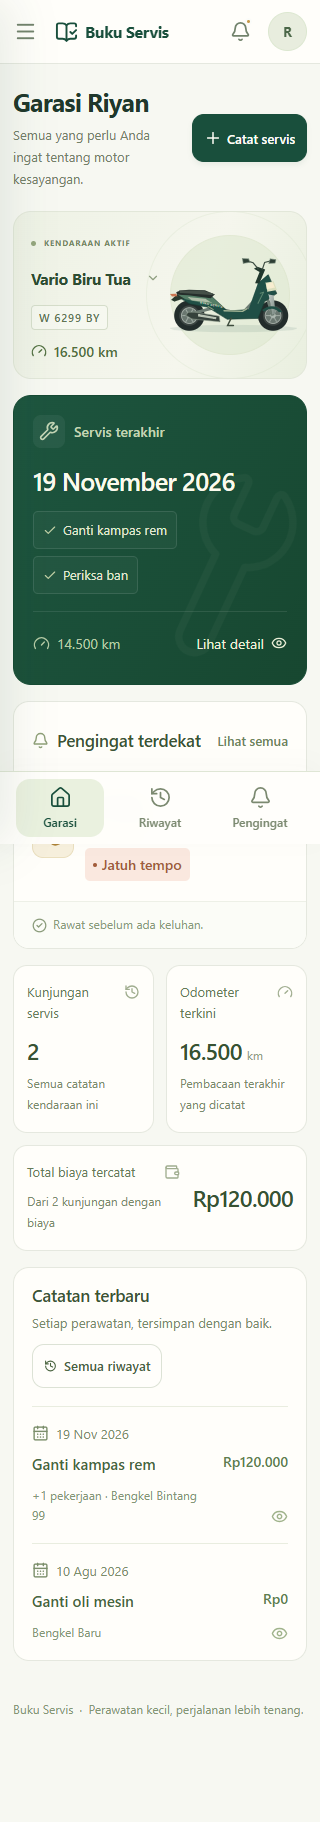 Buku Servis
R
Garasi Riyan
Semua yang perlu Anda
ingat tentang motor
kesayangan.
Catat servis
KENDARAAN AKTIF
Vario Biru Tua
W 6299 BY
16.500 km
Servis terakhir
19 November 2026
Ganti kampas rem
Periksa ban
14.500 km
Lihat detail
Pengingat terdekat
Lihat semua
Garasi
Riwayat
Pengingat
• Jatuh tempo
Rawat sebelum ada keluhan.
Kunjungan
servis
2
Semua catatan
kendaraan ini
Odometer
terkini
16.500 km
Pembacaan terakhir
yang dicatat
Total biaya tercatat
Dari 2 kunjungan dengan
biaya
Rp120.000
Catatan terbaru
Setiap perawatan, tersimpan dengan baik.
Semua riwayat
19 Nov 2026
Ganti kampas rem
Rp120.000
+1 pekerjaan · Bengkel Bintang
99
10 Agu 2026
Ganti oli mesin
Rp0
Bengkel Baru
Buku Servis · Perawatan kecil, perjalanan lebih tenang.